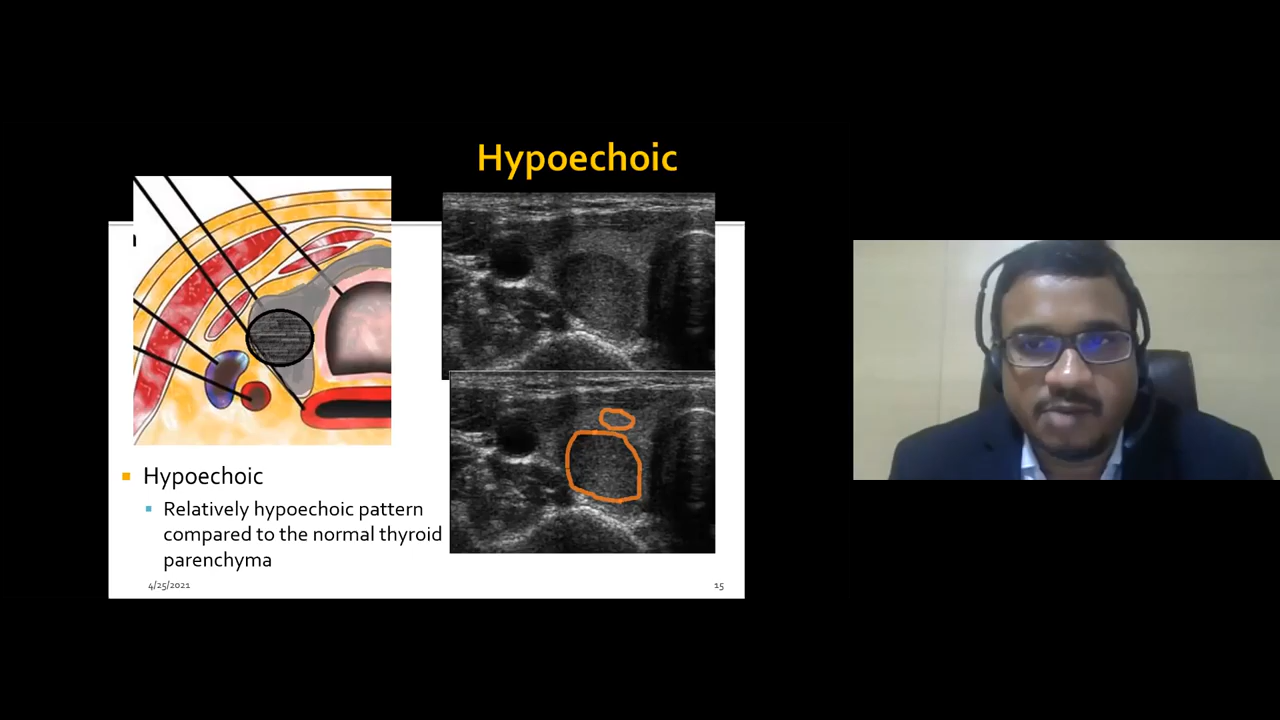 Hypoechoic
Hypoechoic
Relatively hypoechoic pattern
compared to the normal thyroid
parenchyma
4/25/2021
15